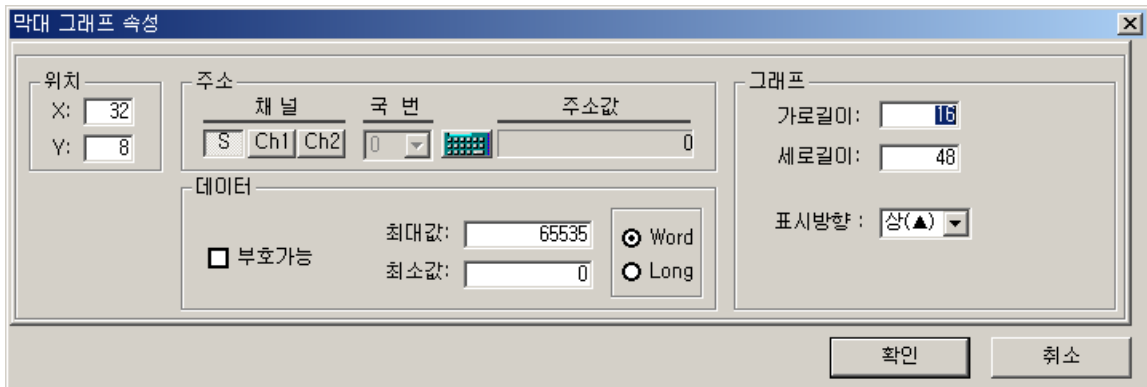 막대 그래프 속성
위치
X: 32
Y: 8
주소
채 널 국 번 주소값
S Ch1 Ch2 0 0
데이터
부호가능
최대값: 65535
최소값: 0
Word
Long
그래프
가로길이: 16
세로길이: 48
표시방향 : 상(▲)
확인 취소